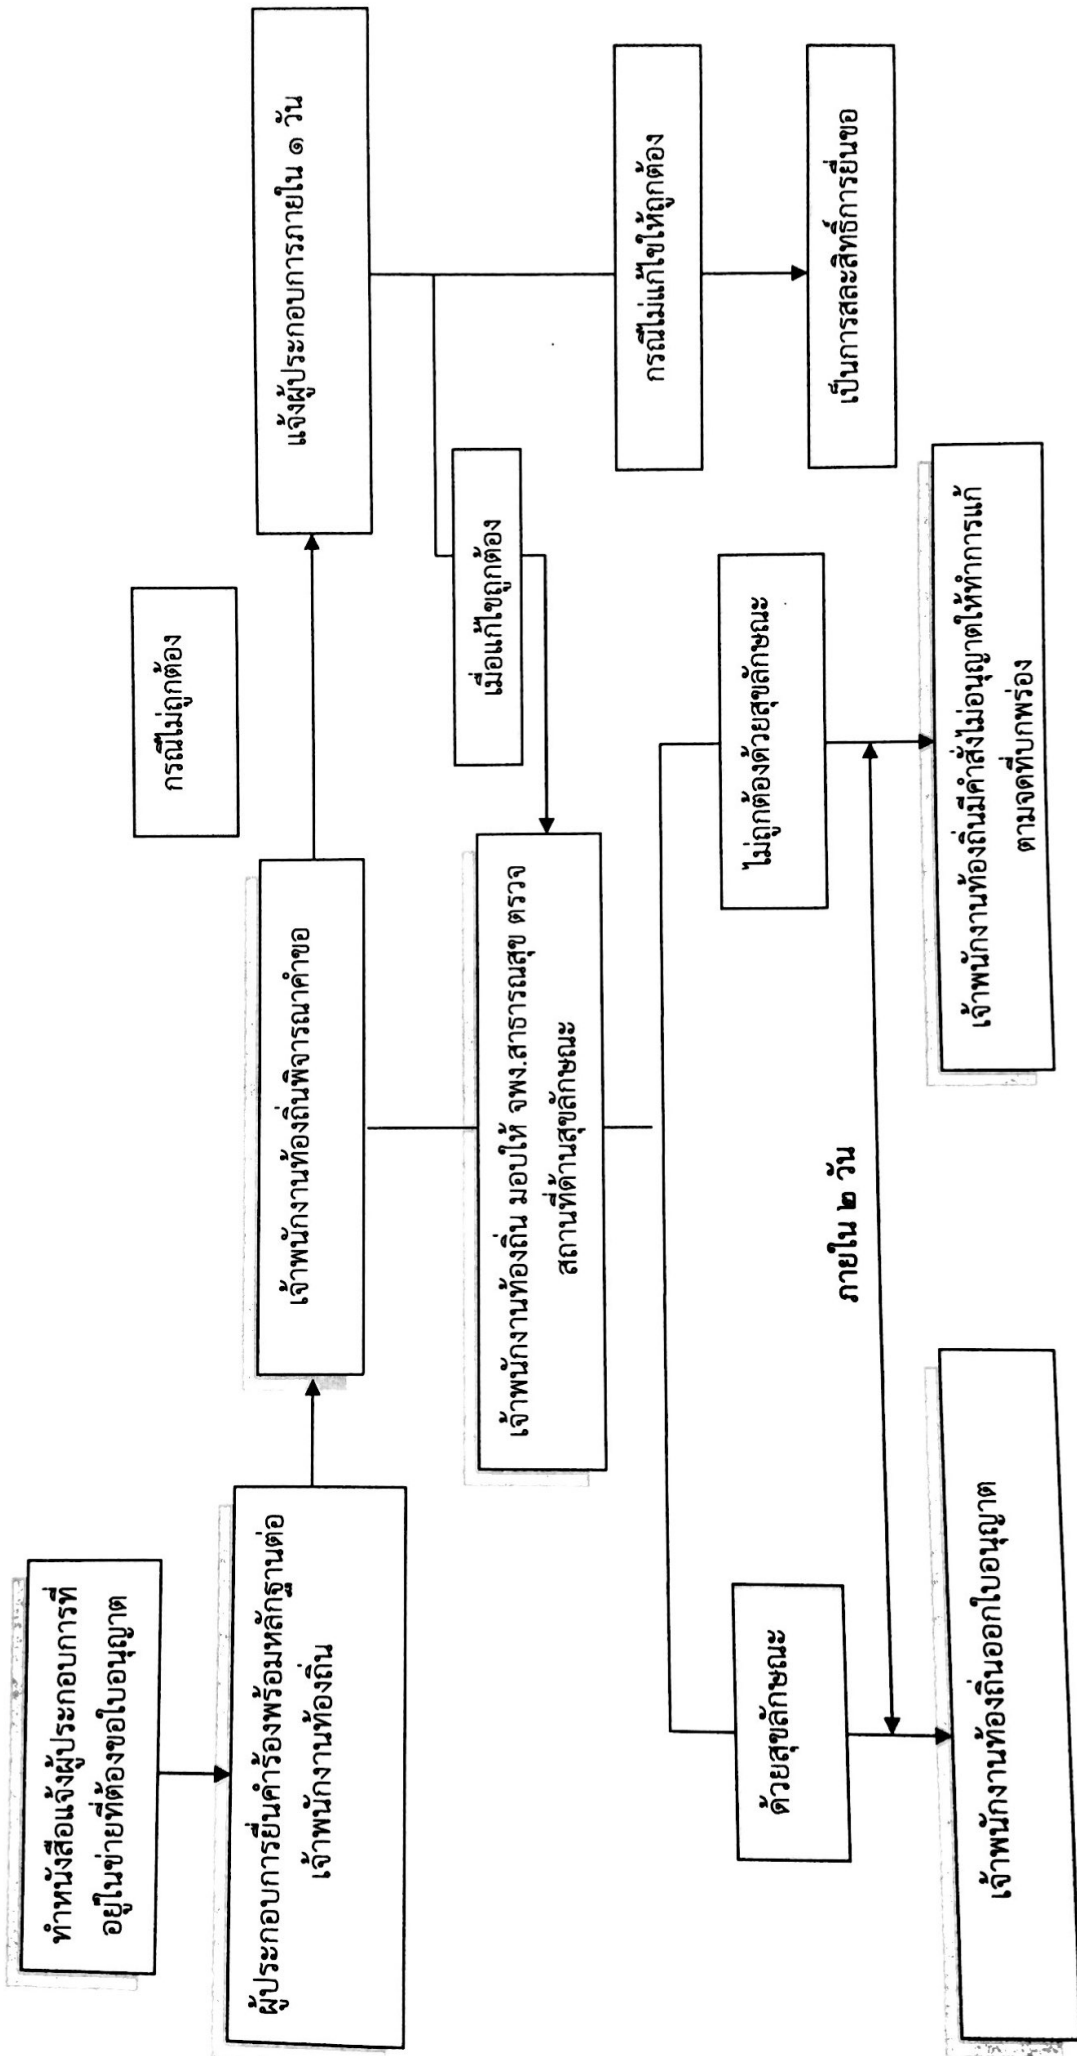 ทำหนังสือแจ้งผู้ประกอบการที่
อยู่ในข่ายที่ต้องขอใบอนุญาต
ผู้ประกอบการยื่นคำร้องพร้อมหลักฐานต่อ
เจ้าพนักงานท้องถิ่น
เจ้าพนักงานท้องถิ่นพิจารณาคำขอ
กรณีไม่ถูกต้อง
แจ้งผู้ประกอบการภายใน ๑ วัน
เมื่อแก้ไขถูกต้อง
กรณีไม่แก้ไขให้ถูกต้อง
เป็นการสละสิทธิ์การยื่นขอ
เจ้าพนักงานท้องถิ่น มอบให้ จพง.สาธารณสุข ตรวจ
สถานที่ด้านสุขลักษณะ
ด้วยสุขลักษณะ
ไม่ถูกต้องด้วยสุขลักษณะ
ภายใน ๒ วัน
เจ้าพนักงานท้องถิ่นออกใบอนุญาต
เจ้าพนักงานท้องถิ่นมีคำสั่งไม่อนุญาตให้ทำการแก้
ตามจดที่บกพร่อง